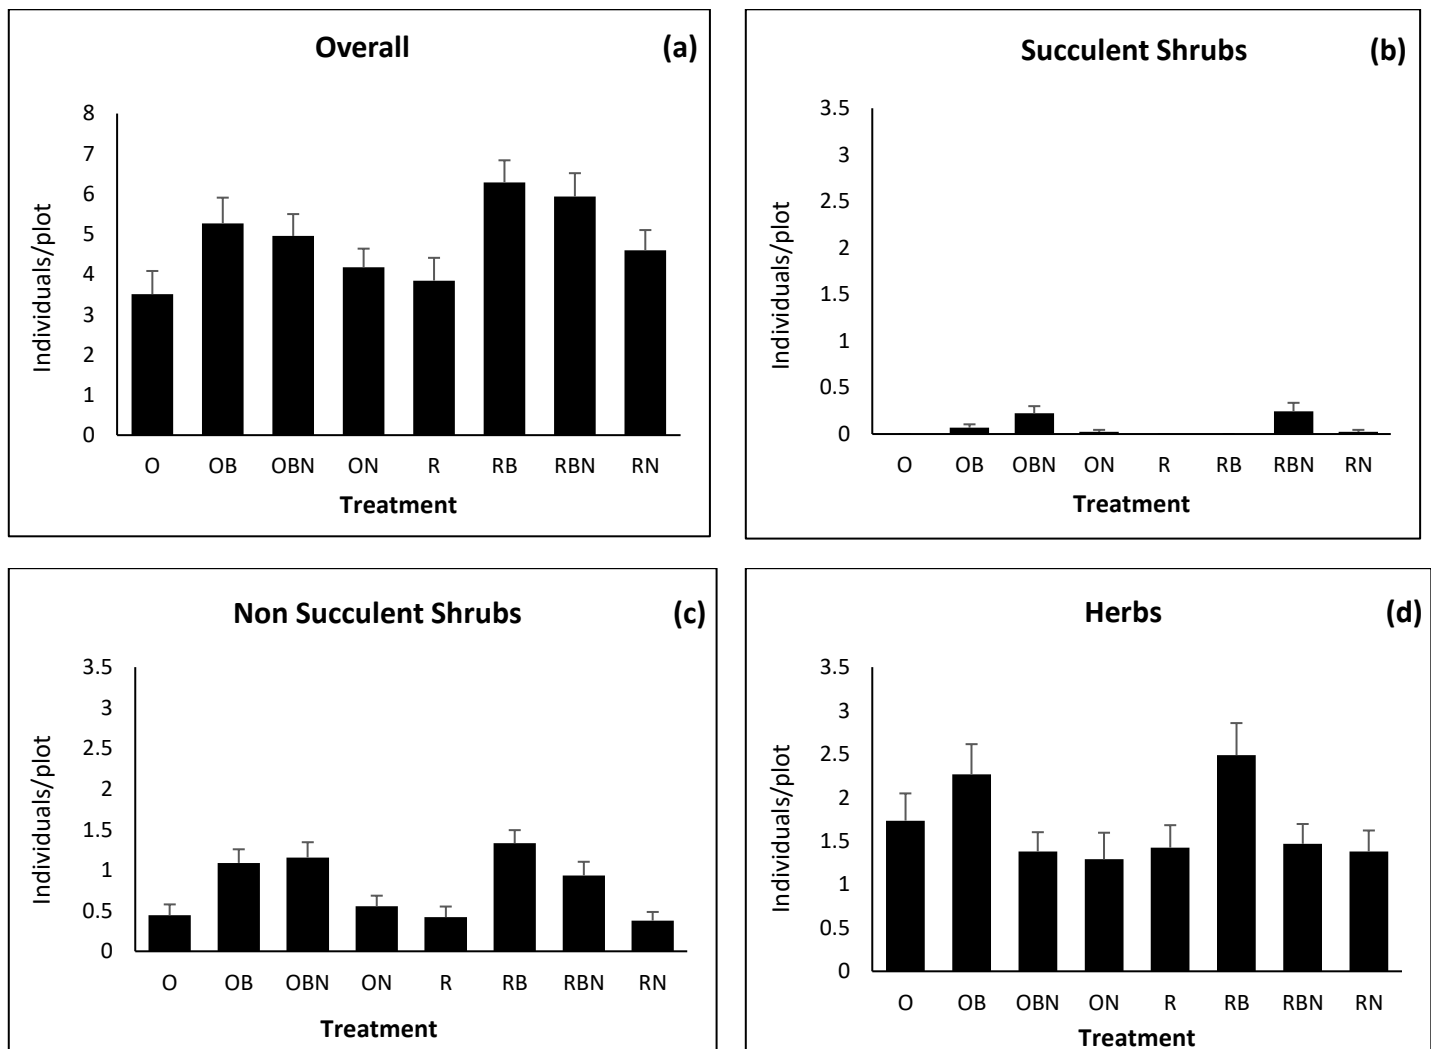 Overall (a)
8
7
6
5
4
3
2
1
0
Individuals/plot
O OB OBN ON R RB RBN RN
Treatment
Succulent Shrubs (b)
3.5
3
2.5
2
1.5
1
0.5
0
Individuals/plot
O OB OBN ON R RB RBN RN
Treatment
Non Succulent Shrubs (c)
3.5
3
2.5
2
1.5
1
0.5
0
Individuals/plot
O OB OBN ON R RB RBN RN
Treatment
Herbs (d)
3.5
3
2.5
2
1.5
1
0.5
0
Individuals/plot
O OB OBN ON R RB RBN RN
Treatment